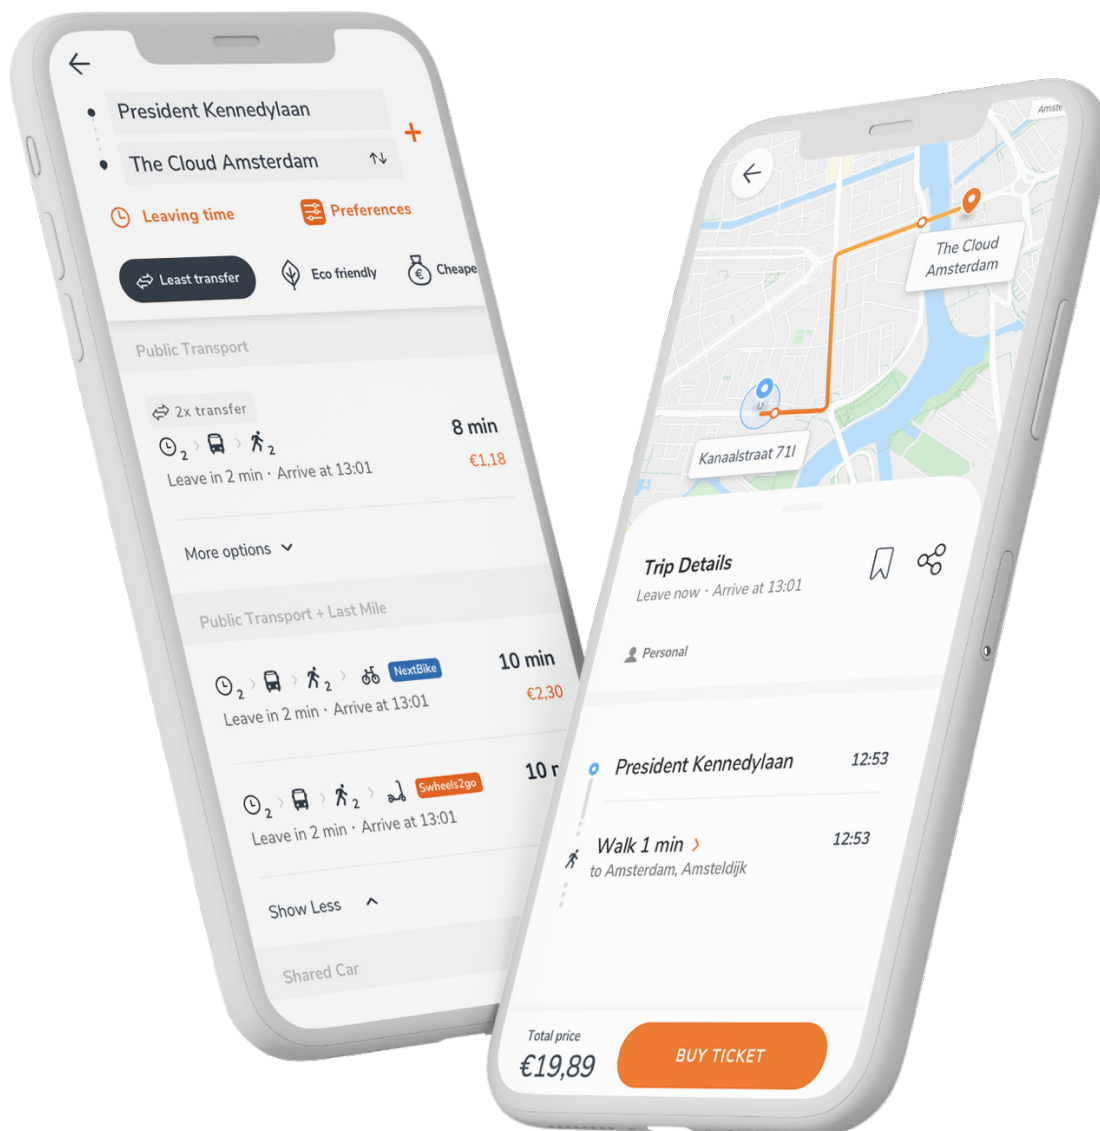 President Kennedylaan
The Cloud Amsterdam
Leaving time
Preferences
Least transfer
Eco friendly
Cheape
Public Transport
2x transfer
2 2
8 min
Leave in 2 min · Arrive at 13:01
€1,18
More options
Public Transport + Last Mile
2 2 NextBike
10 min
Leave in 2 min · Arrive at 13:01
€2,30
2 2 Swheels2go
10
Leave in 2 min · Arrive at 13:01
Show Less
Shared Car
Amste
The Cloud
Amsterdam
Kanaalstraat 71I
Trip Details
Leave now · Arrive at 13:01
Personal
President Kennedylaan 12:53
Walk 1 min 12:53
to Amsterdam, Amsteldijk
Total price
€19,89
BUY TICKET